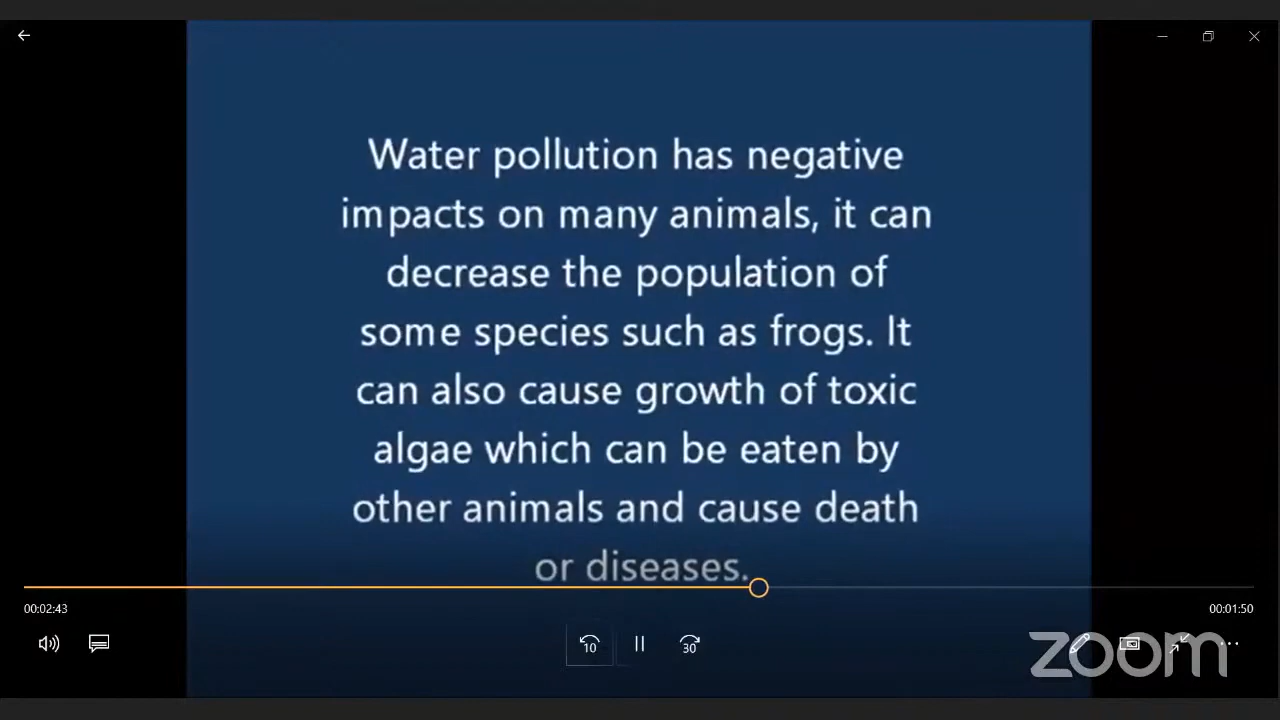 Water pollution has negative
impacts on many animals, it can
decrease the population of
some species such as frogs. It
can also cause growth of toxic
algae which can be eaten by
other animals and cause death
or diseases.
00:02:43
00:01:50
10
30
zoom